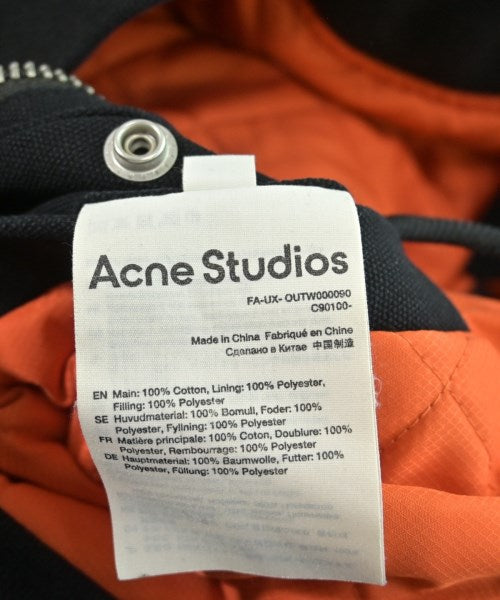 Acne Studios
FA-UX- OUTW000090
C90100-
Made in China Fabriqué en Chine
Сделано в Китае 中国制造
EN Main: 100% Cotton, Lining: 100% Polyester,
Filling: 100% Polyester
SE Huvudmaterial: 100% Bomull, Foder: 100%
Polyester, Fyllning: 100% Polyester
FR Matière principale: 100% Coton, Doublure: 100%
Polyester, Rembourrage: 100% Polyester
DE Hauptmaterial: 100% Baumwolle, Futter: 100%
Polyester, Füllung: 100% Polyester